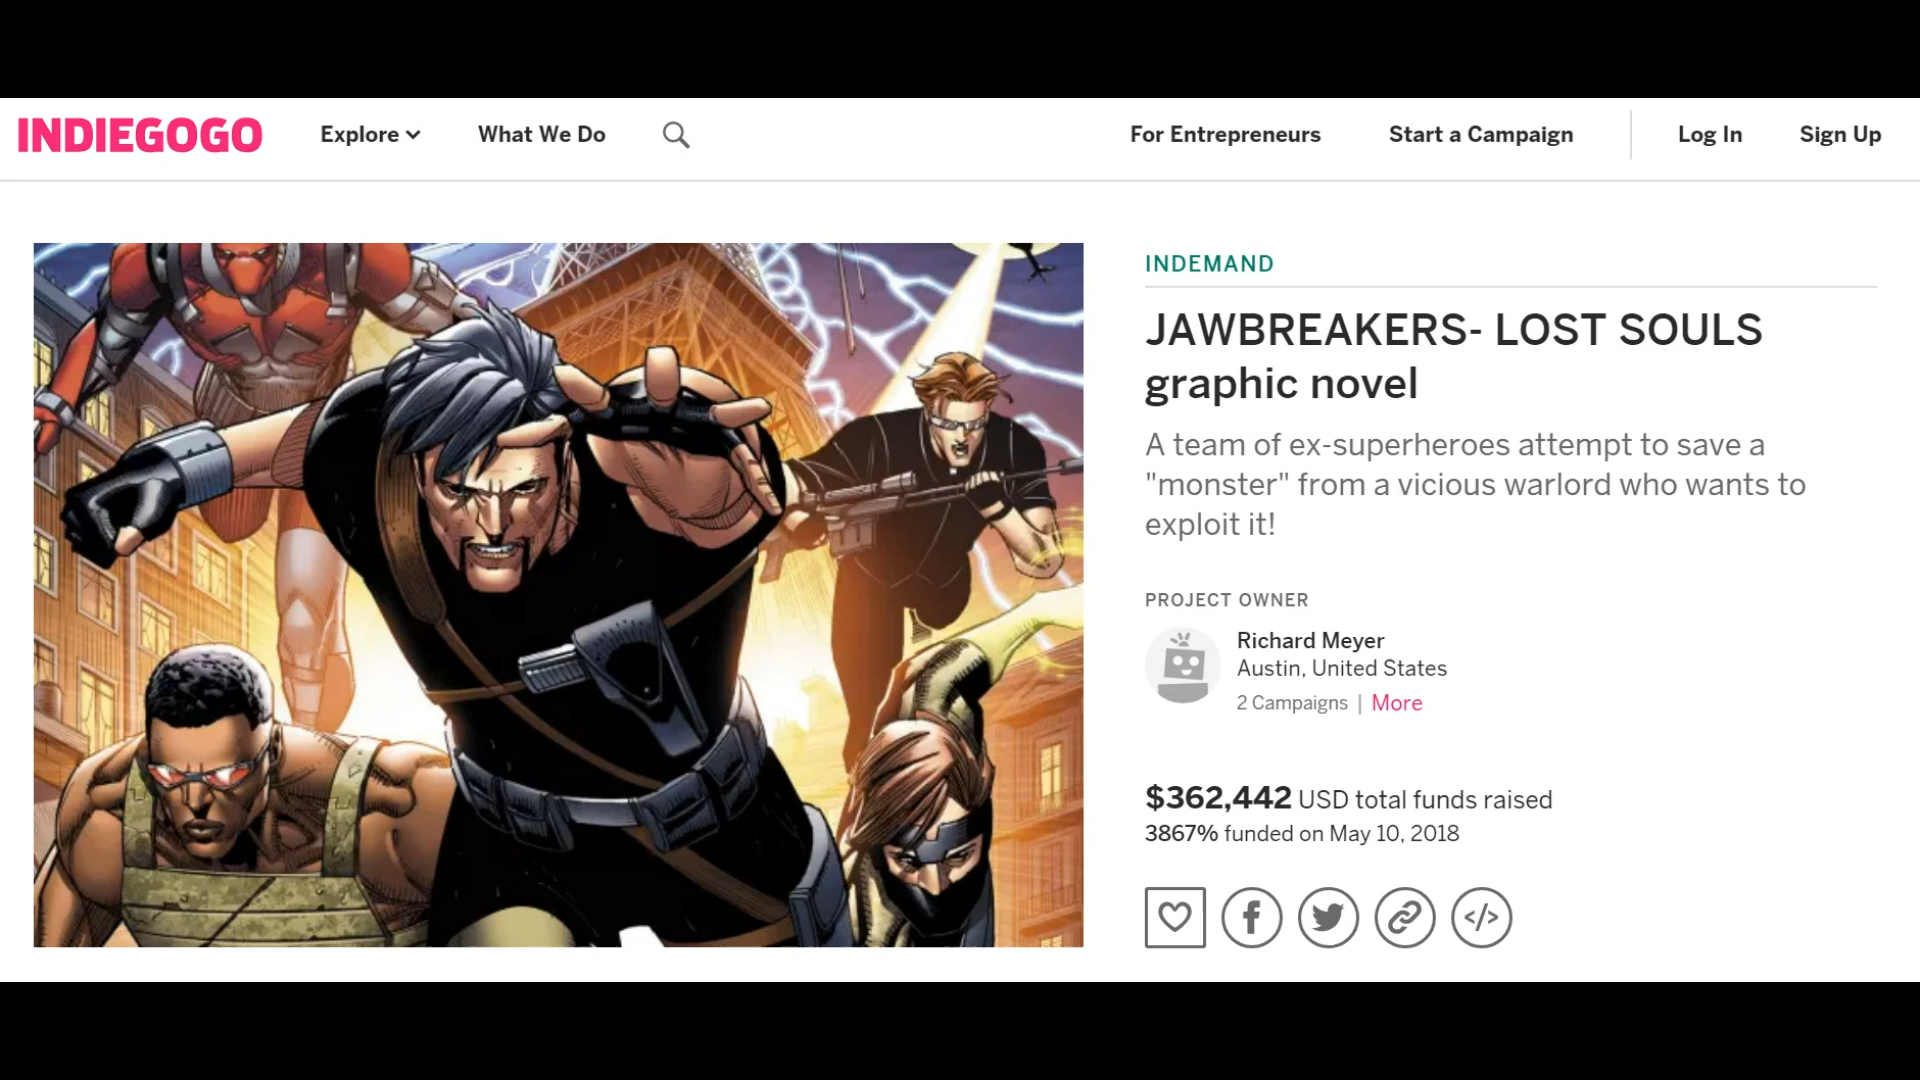 INDIEGOGO Explore What We Do For Entrepreneurs Start a Campaign Log In Sign Up
INDEMAND
JAWBREAKERS- LOST SOULS
graphic novel
A team of ex-superheroes attempt to save a
"monster" from a vicious warlord who wants to
exploit it!
PROJECT OWNER
Richard Meyer
Austin, United States
2 Campaigns | More
$362,442 USD total funds raised
3867% funded on May 10, 2018